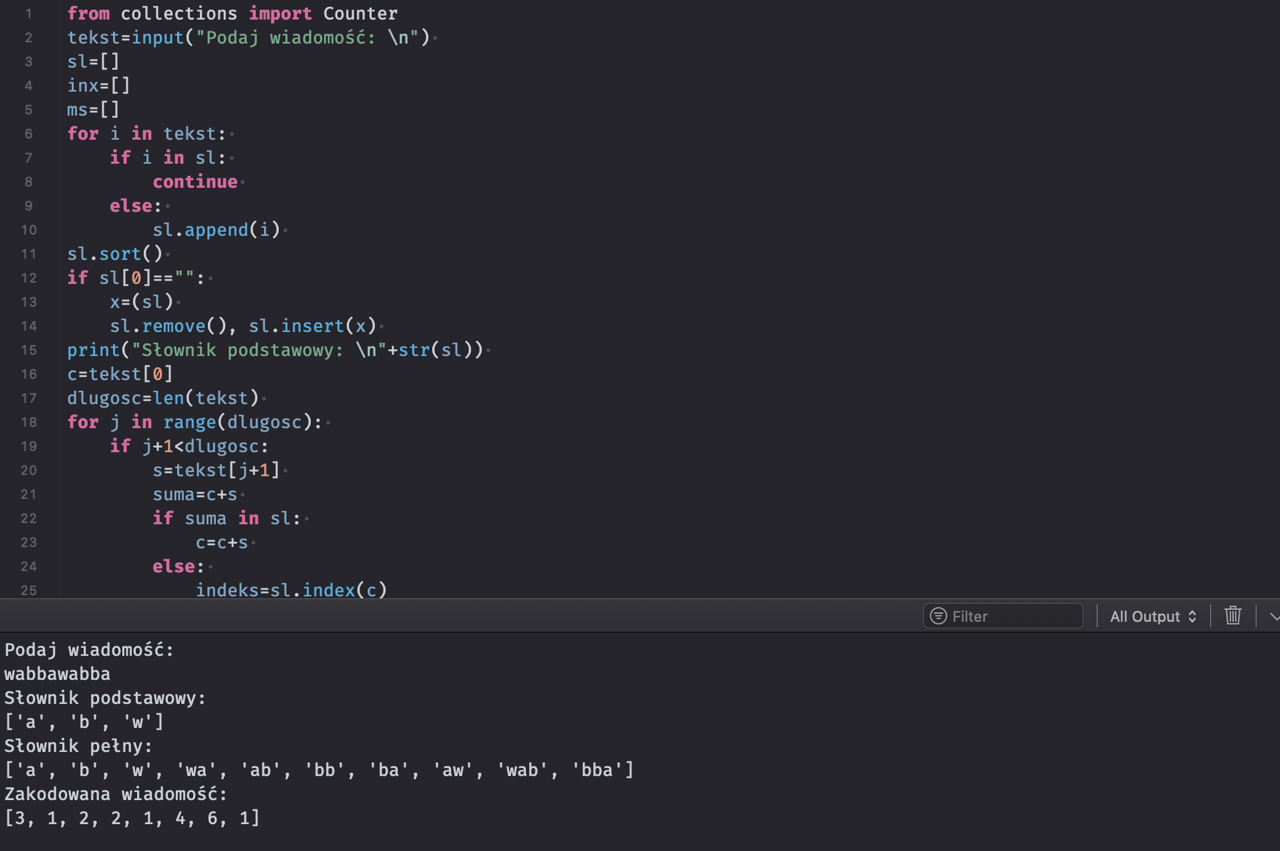 1 from collections import Counter
2 tekst=input("Podaj wiadomość: \n")
3 sl=[]
4 inx=[]
5 ms=[]
6 for i in tekst:
7     if i in sl:
8         continue
9     else:
10         sl.append(i)
11 sl.sort()
12 if sl[0]=="":
13     x=(sl)
14     sl.remove(), sl.insert(x)
15 print("Słownik podstawowy: \n"+str(sl))
16 c=tekst[0]
17 dlugosc=len(tekst)
18 for j in range(dlugosc):
19     if j+1<dlugosc:
20         s=tekst[j+1]
21         suma=c+s
22         if suma in sl:
23             c=c+s
24         else:
25             indeks=sl.index(c)
Filter All Output
Podaj wiadomość:
wabbawabba
Słownik podstawowy:
['a', 'b', 'w']
Słownik pełny:
['a', 'b', 'w', 'wa', 'ab', 'bb', 'ba', 'aw', 'wab', 'bba']
Zakodowana wiadomość:
[3, 1, 2, 2, 1, 4, 6, 1]